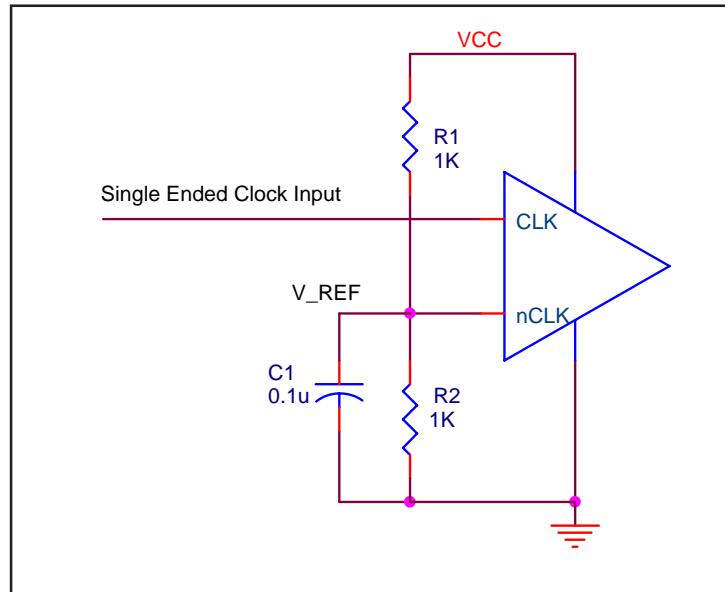 VCC
R1
1K
Single Ended Clock Input
CLK
V_REF
nCLK
C1
0.1u
R2
1K